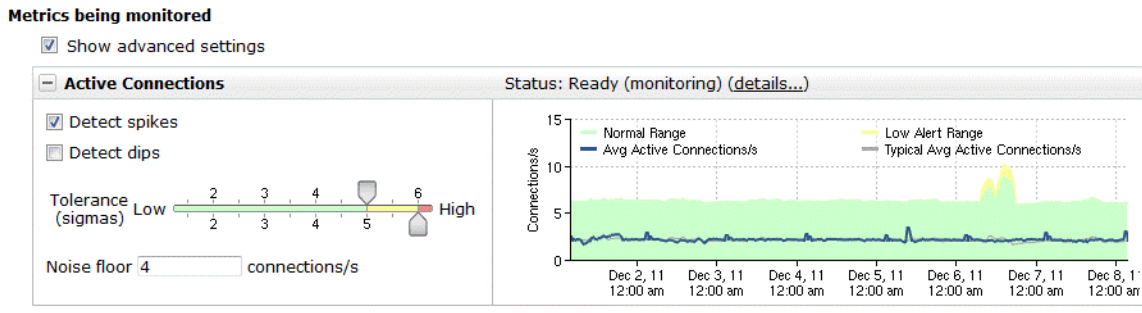 Metrics being monitored
Show advanced settings
Active Connections
Status: Ready (monitoring) (details...)
Detect spikes
Detect dips
Tolerance (sigmas)
Low
2 3 4 6
2 3 4 5
High
Noise floor 4 connections/s
Connections/s
15
10
5
0
Normal Range
Low Alert Range
Avg Active Connections/s
Typical Avg Active Connections/s
Dec 2, 11 12:00 am
Dec 3, 11 12:00 am
Dec 4, 11 12:00 am
Dec 5, 11 12:00 am
Dec 6, 11 12:00 am
Dec 7, 11 12:00 am
Dec 8, 1 12:00 am